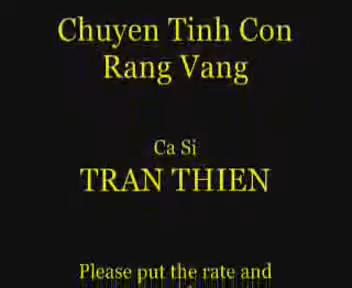 Chuyen Tinh Con
Rang Vang
Ca Si
TRAN THIEN
Please put the rate and